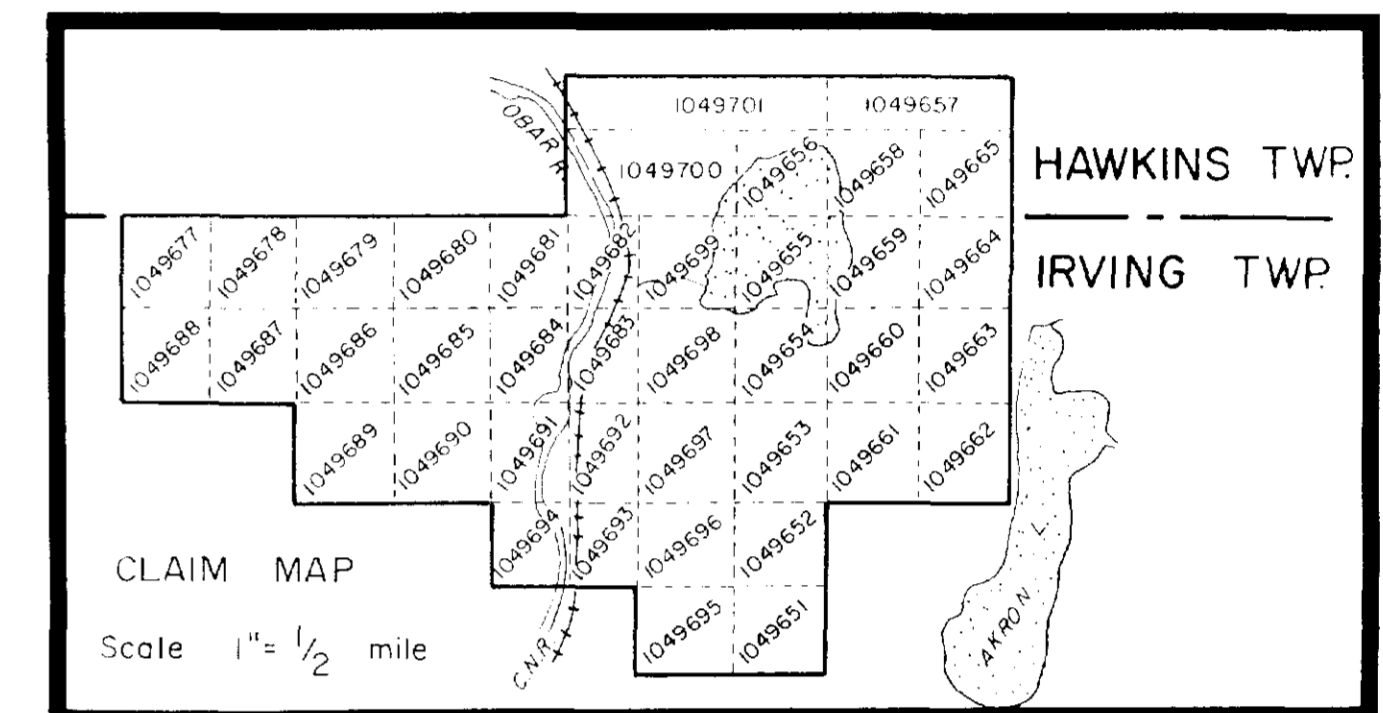 1049701 1049657
OBAR R.
1049700 1049656 1049658 1049665
HAWKINS TWP.
1049677 1049678 1049679 1049680 1049681 1049682 1049699 1049655 1049659 1049664
IRVING TWP.
1049688 1049687 1049686 1049685 1049684 1049683 1049698 1049654 1049660 1049663
1049689 1049690 1049691 1049692 1049697 1049653 1049661 1049662
1049694 1049693 1049696 1049652
CLAIM MAP
1049695 1049651
Scale 1"= 1/2 mile
C.N.R.
AKRON L.